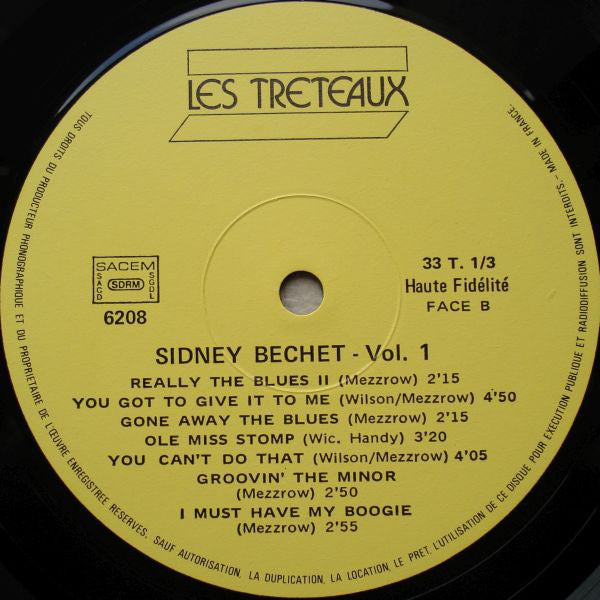 LES TRETEAUX
SACEM
SACD
SDRM
SGDL
6208
33 T. 1/3
Haute Fidélité
FACE B
SIDNEY BECHET - Vol. 1
REALLY THE BLUES II (Mezzrow) 2'15
YOU GOT TO GIVE IT TO ME (Wilson/Mezzrow) 4'50
GONE AWAY THE BLUES (Mezzrow) 2'15
OLE MISS STOMP (Wic. Handy) 3'20
YOU CAN'T DO THAT (Wilson/Mezzrow) 4'05
GROOVIN' THE MINOR
(Mezzrow) 2'50
I MUST HAVE MY BOOGIE
(Mezzrow) 2'55
TOUS DROITS DU PRODUCTEUR PHONOGRAPHIQUE ET DU PROPRIETAIRE DE L'ŒUVRE ENREGISTREE RESERVES. SAUF AUTORISATION, LA DUPLICATION, LA LOCATION, LE PRET, L'UTILISATION DE CE DISQUE POUR EXECUTION PUBLIQUE ET RADIODIFFUSION SONT INTERDITS. - MADE IN FRANCE.